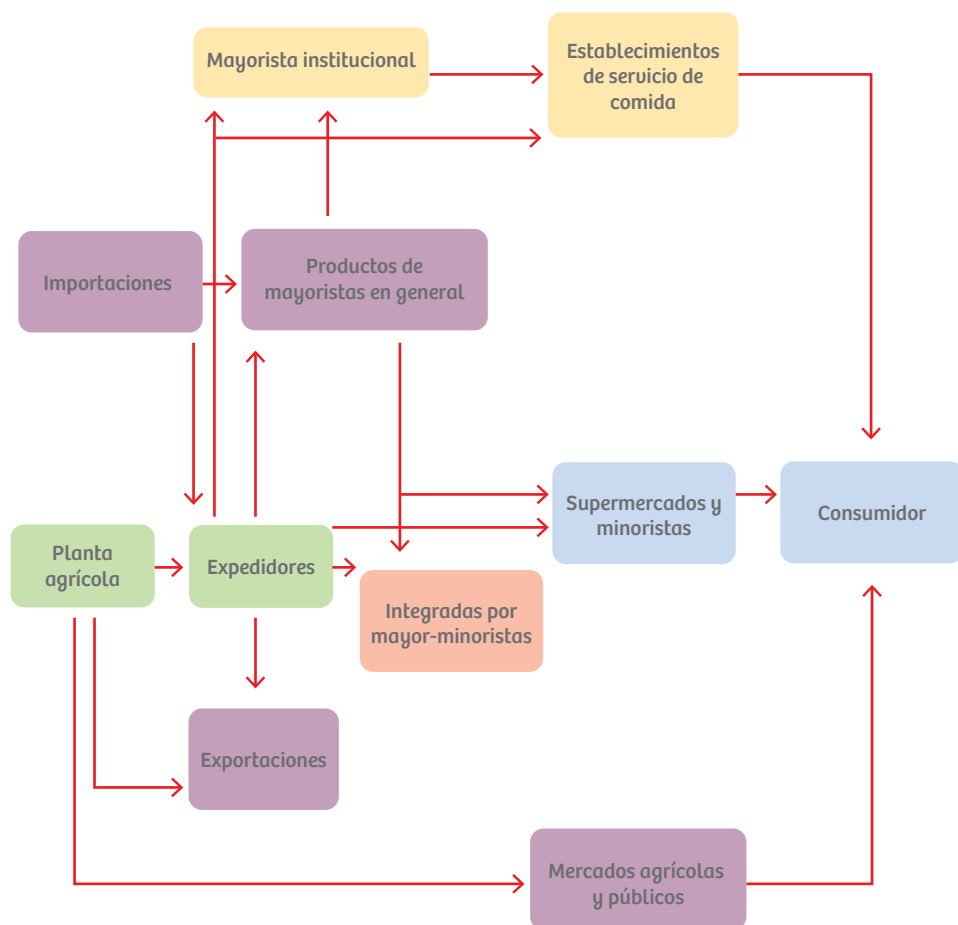 Mayorista institucional
Establecimientos
de servicio de
comida
Importaciones
Productos de
mayoristas en general
Supermercados y
minoristas
Consumidor
Planta
agrícola
Expedidores
Integradas por
mayor-minoristas
Exportaciones
Mercados agrícolas
y públicos